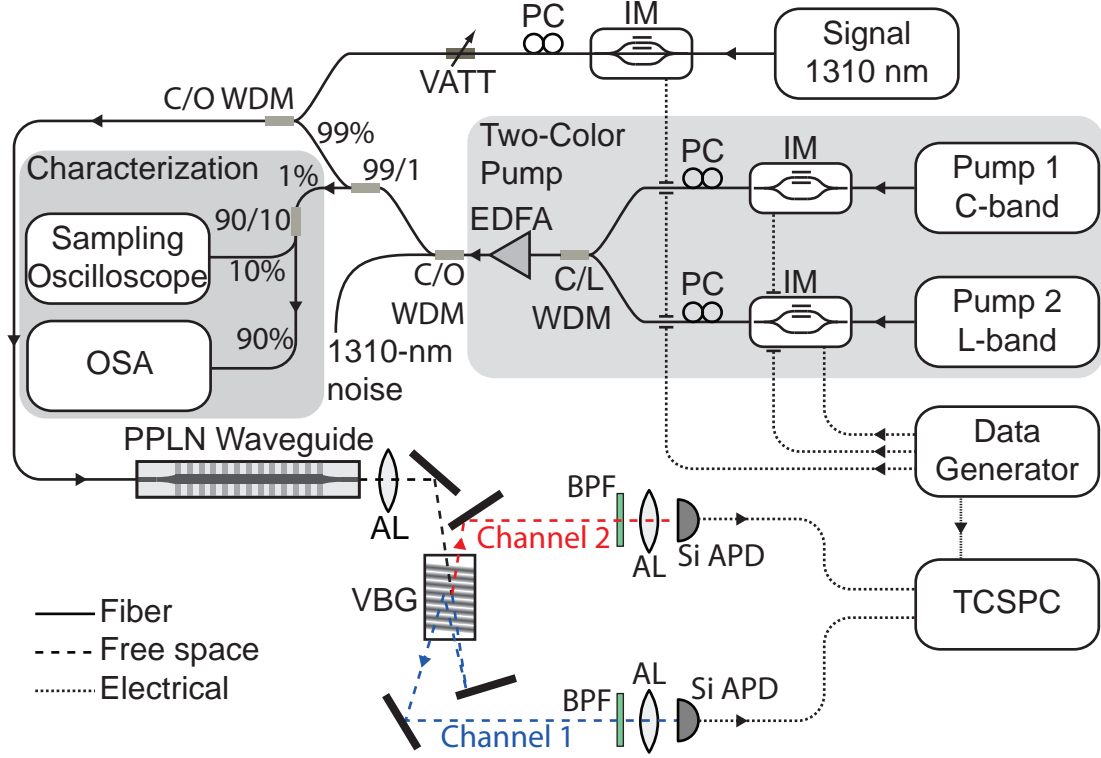 PC
IM
Signal
1310 nm
VATT
C/O WDM
99%
Two-Color
Pump
PC
IM
Pump 1
C-band
Characterization
1%
99/1
90/10
EDFA
Sampling
Oscilloscope
10%
C/O
WDM
C/L
WDM
PC
IM
Pump 2
L-band
OSA
90%
1310-nm
noise
PPLN Waveguide
AL
Data
Generator
BPF
Channel 2
AL
Si APD
VBG
TCSPC
Fiber
Free space
Electrical
BPF
AL
Si APD
Channel 1